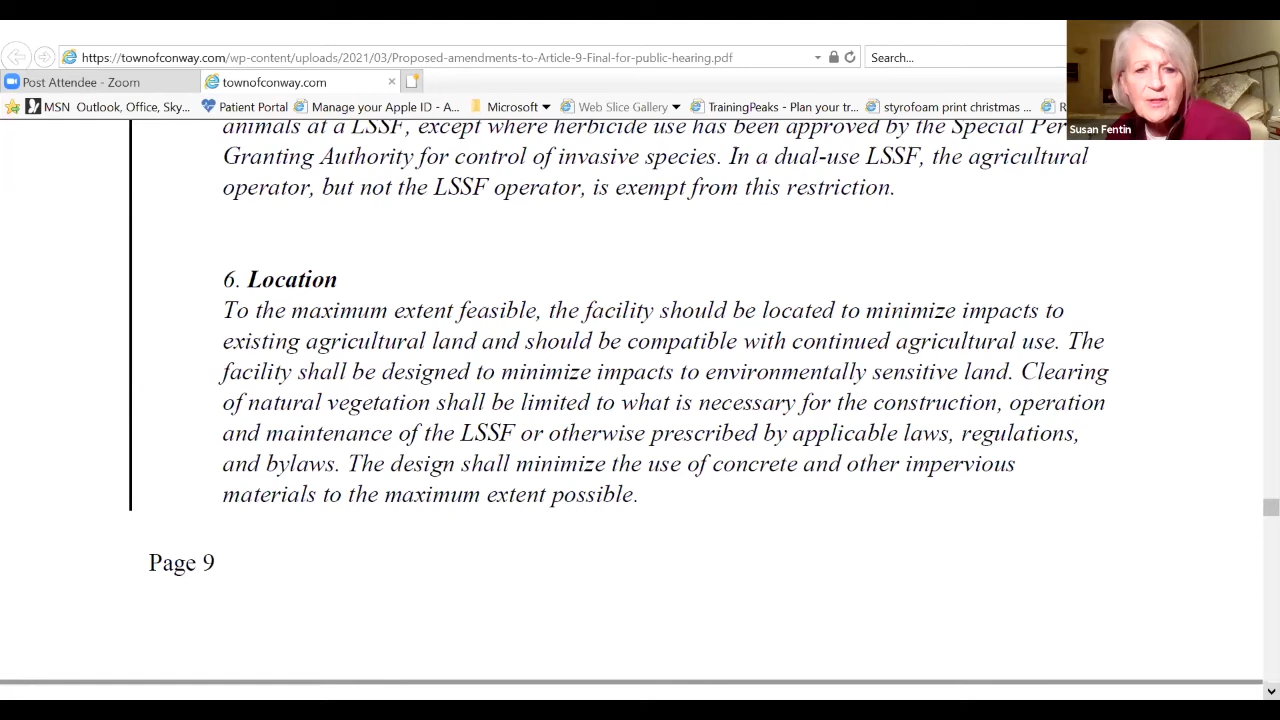 https://townofconway.com/wp-content/uploads/2021/03/Proposed-amendments-to-Article-9-Final-for-public-hearing.pdf
Search...
Post Attendee - Zoom
townofconway.com
MSN Outlook, Office, Sky...
Patient Portal
Manage your Apple ID - A...
Microsoft
Web Slice Gallery
TrainingPeaks - Plan your tr...
styrofoam print christmas ...
R
Susan Fentin
animals at a LSSF, except where herbicide use has been approved by the Special Per
Granting Authority for control of invasive species. In a dual-use LSSF, the agricultural
operator, but not the LSSF operator, is exempt from this restriction.
6. Location
To the maximum extent feasible, the facility should be located to minimize impacts to
existing agricultural land and should be compatible with continued agricultural use. The
facility shall be designed to minimize impacts to environmentally sensitive land. Clearing
of natural vegetation shall be limited to what is necessary for the construction, operation
and maintenance of the LSSF or otherwise prescribed by applicable laws, regulations,
and bylaws. The design shall minimize the use of concrete and other impervious
materials to the maximum extent possible.
Page 9